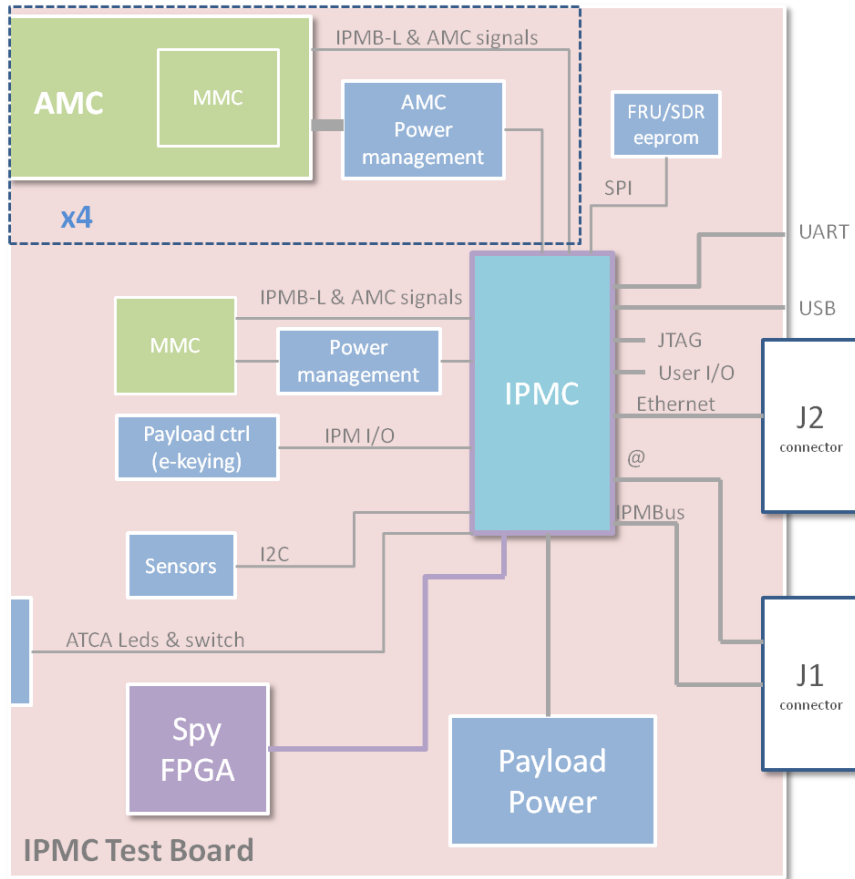 IPMB-L & AMC signals
AMC
MMC
AMC
Power
management
FRU/SDR
eeprom
SPI
x4
UART
IPMB-L & AMC signals
USB
MMC
Power
management
IPMC
JTAG
User I/O
Ethernet
J2
connector
Payload ctrl
(e-keying)
IPM I/O
@
IPMBus
Sensors
I2C
ATCA Leds & switch
J1
connector
Spy
FPGA
Payload
Power
IPMC Test Board